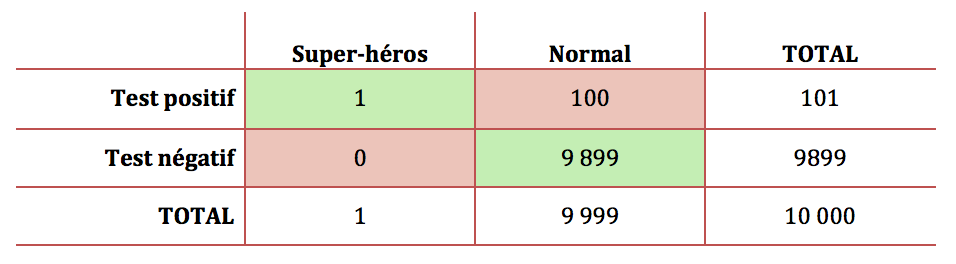 Super-héros Normal TOTAL
Test positif 1 100 101
Test négatif 0 9 899 9899
TOTAL 1 9 999 10 000